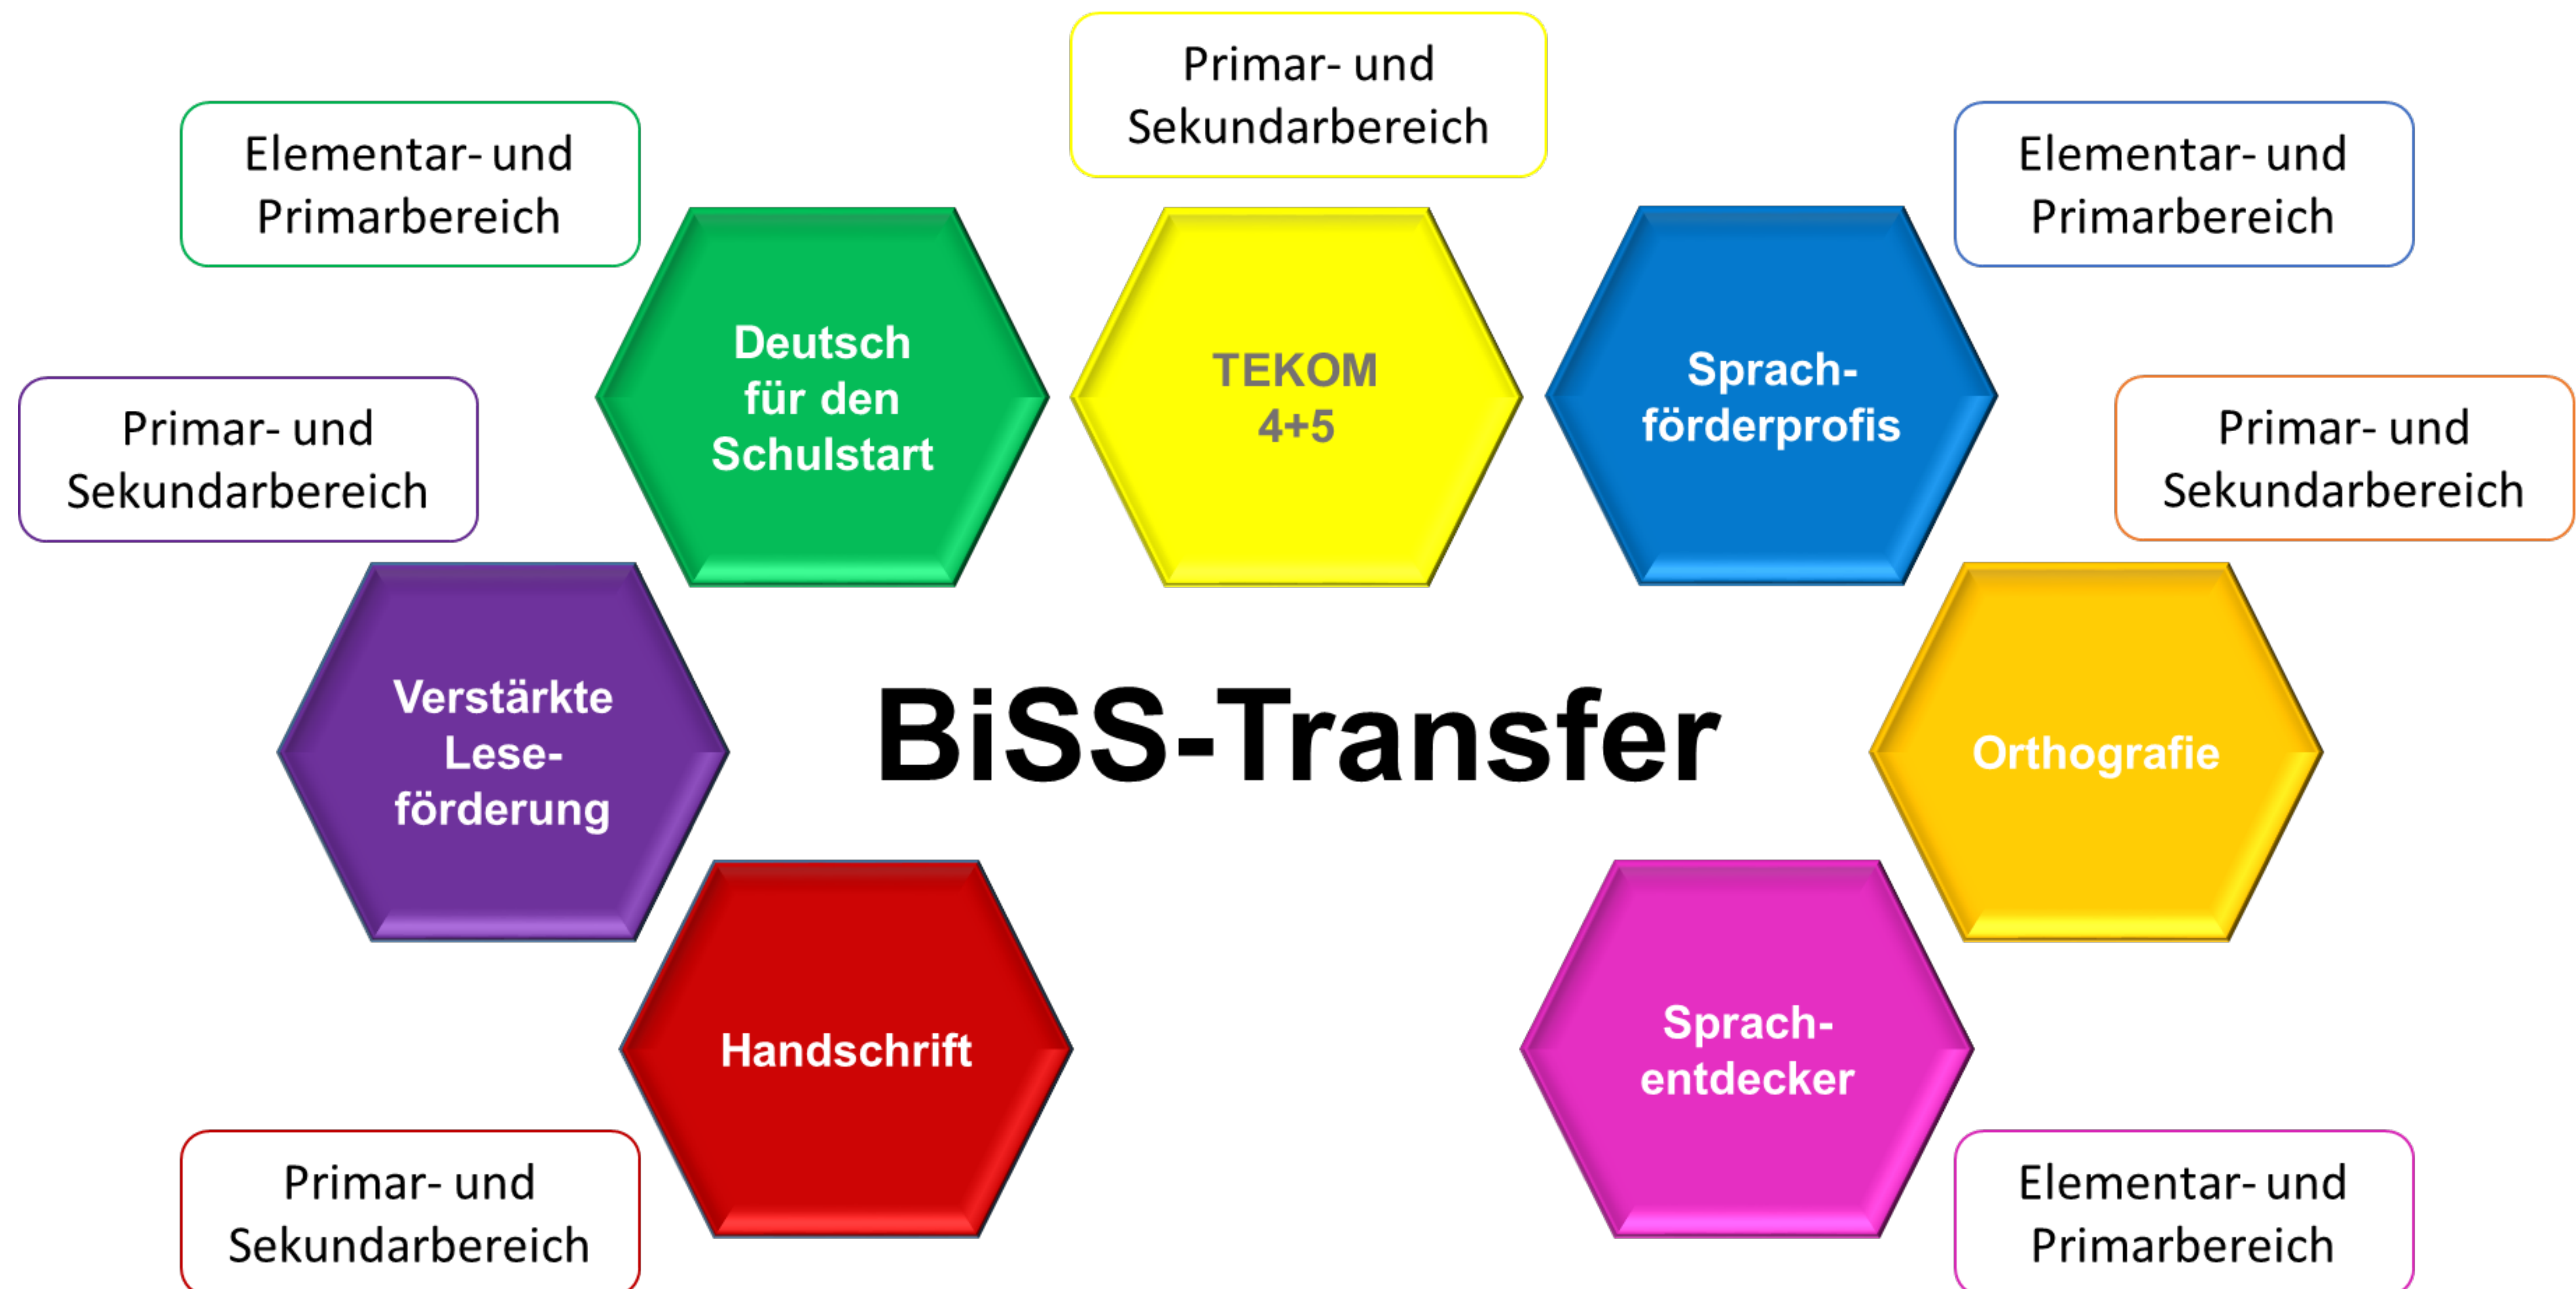 Primar- und
Sekundarbereich
Elementar- und
Primarbereich
Elementar- und
Primarbereich
Deutsch
für den
Schulstart
TEKOM
4+5
Sprach-
förderprofis
Primar- und
Sekundarbereich
Primar- und
Sekundarbereich
Verstärkte
Lese-
förderung
BiSS-Transfer
Orthografie
Handschrift
Sprach-
entdecker
Primar- und
Sekundarbereich
Elementar- und
Primarbereich